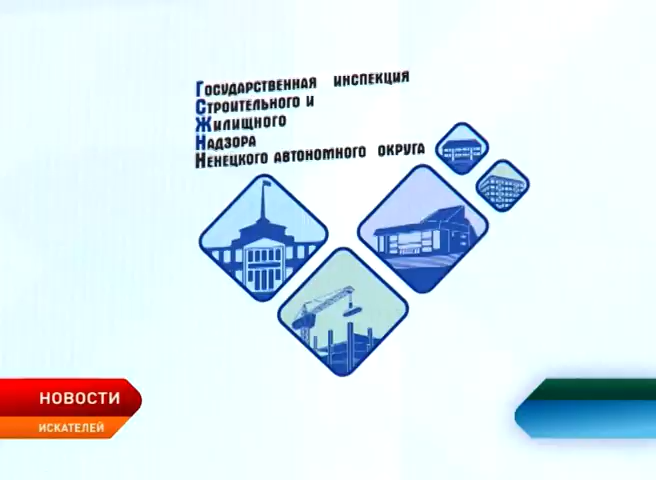 Государственная инспекция
Строительного и
Жилищного
Надзора
Ненецкого автономного округа
НОВОСТИ
ИСКАТЕЛЕЙ